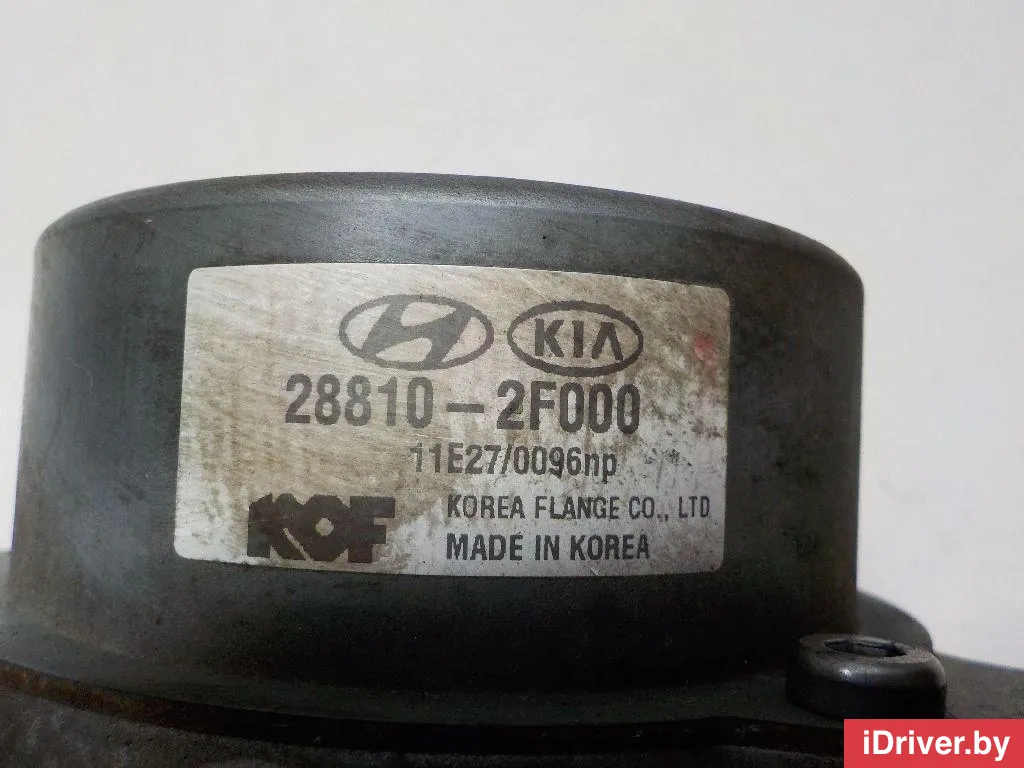 KIA
28810-2F000
11E27/0096np
KOF
KOREA FLANGE CO., LTD
MADE IN KOREA
iDriver.by